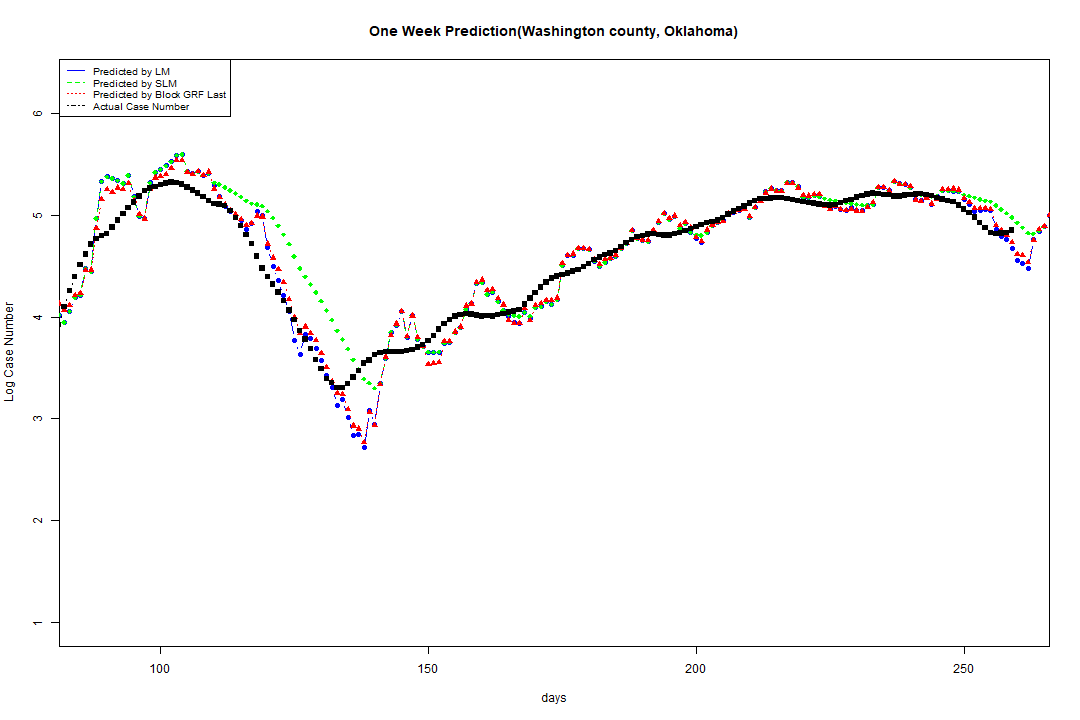 One Week Prediction(Washington county, Oklahoma)
Predicted by LM
Predicted by SLM
Predicted by Block GRF Last
Actual Case Number
6
5
4
3
2
1
Log Case Number
100 150 200 250
days